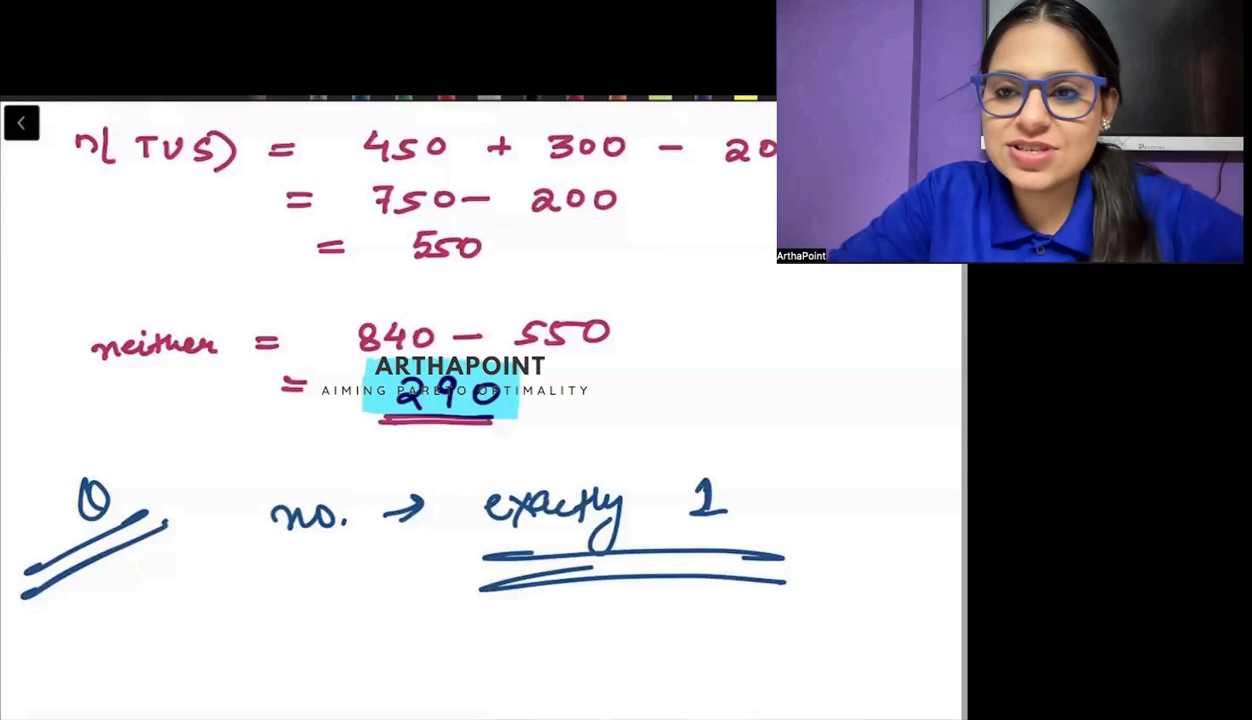 n(TUS) = 450 + 300 - 20
= 750- 200
= 550
neither = 840 - 550
ARTHAPOINT
= 290
AIMING PARETO OPTIMALITY
Q no. → exactly 1
ArthaPoint